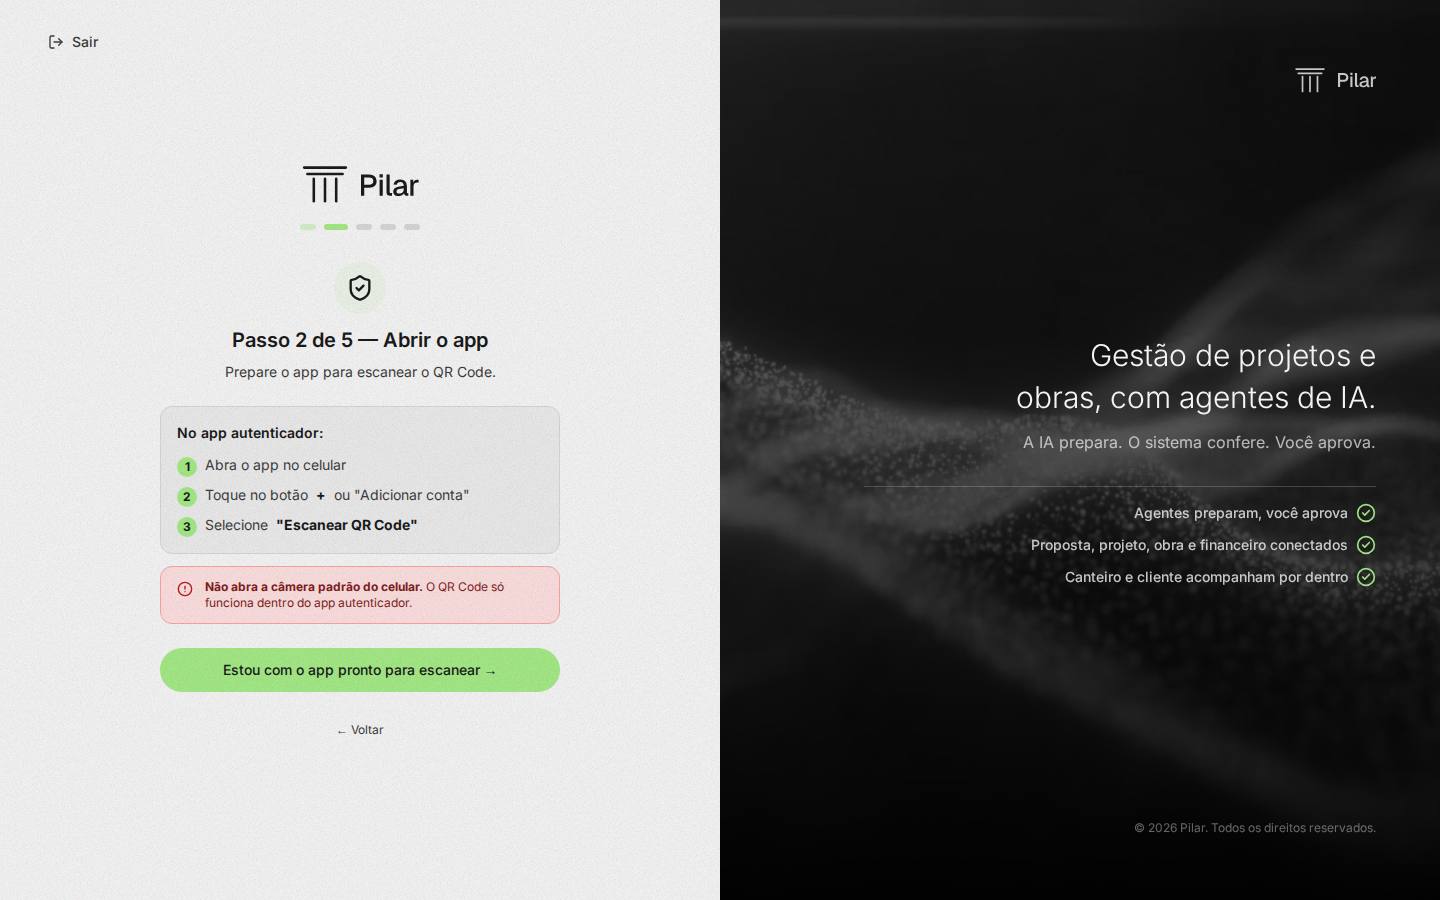 Sair
Pilar
Passo 2 de 5 — Abrir o app
Prepare o app para escanear o QR Code.
No app autenticador:
1 Abra o app no celular
2 Toque no botão + ou "Adicionar conta"
3 Selecione "Escanear QR Code"
Não abra a câmera padrão do celular. O QR Code só
funciona dentro do app autenticador.
Estou com o app pronto para escanear →
← Voltar
Pilar
Gestão de projetos e
obras, com agentes de IA.
A IA prepara. O sistema confere. Você aprova.
Agentes preparam, você aprova
Proposta, projeto, obra e financeiro conectados
Canteiro e cliente acompanham por dentro
© 2026 Pilar. Todos os direitos reservados.